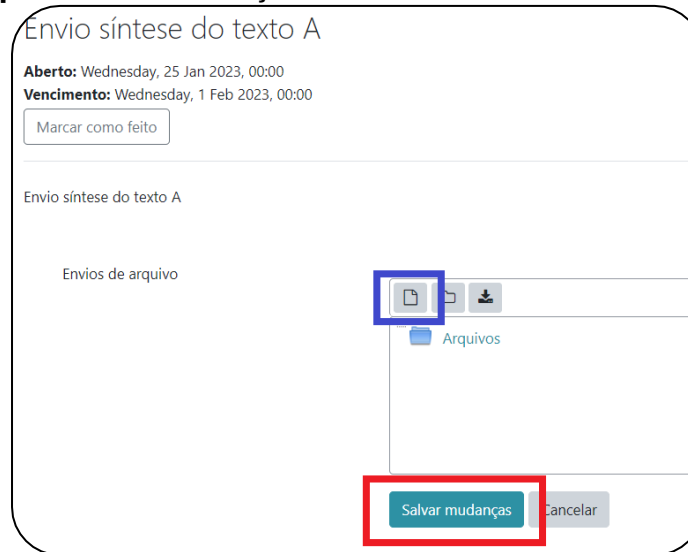 Envio síntese do texto A
Aberto: Wednesday, 25 Jan 2023, 00:00
Vencimento: Wednesday, 1 Feb 2023, 00:00
Marcar como feito
Envio síntese do texto A
Envios de arquivo
Arquivos
Salvar mudanças Cancelar